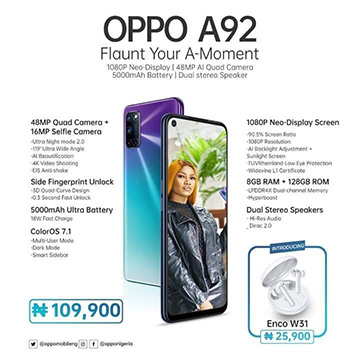 OPPO A92
Flaunt Your A-Moment
1080P Neo-Display | 48MP AI Quad Camera
5000mAh Battery | Dual stereo Speaker
48MP Quad Camera +
16MP Selfie Camera
-Ultra Night mode 2.0
-119° Ultra Wide Angle
-AI Beautification
-4K Video Shooting
-EIS Anti-shake
Side Fingerprint Unlock
-3D Quad-Curve Design
-0.3 Second Fast Unlock
5000mAh Ultra Battery
18W Fast Charge
ColorOS 7.1
-Multi-User Mode
-Dark Mode
-Smart Sidebar
1080P Neo-Display Screen
-90.5% Screen Ratio
-1080P Resolution
-AI Backlight Adjustment +
Sunlight Screen
-TUVRheinland Low Eye Protection
-Widevine L1 Certificate
8GB RAM + 128GB ROM
-LPEDRAX Dual-channel Memory
-Hyperboost
Dual Stereo Speakers
-Hi-Res Audio
-Dirac 2.0
₦ 109,900
INTRODUCING
Enco W31
₦ 25,900
@oppomobileng
@opponigeria